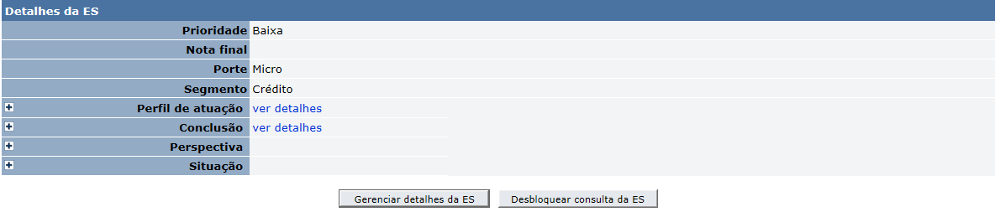 Detalhes da ES
Prioridade Baixa
Nota final
Porte Micro
Segmento Crédito
Perfil de atuação ver detalhes
Conclusão ver detalhes
Perspectiva
Situação
Gerenciar detalhes da ES Desbloquear consulta da ES